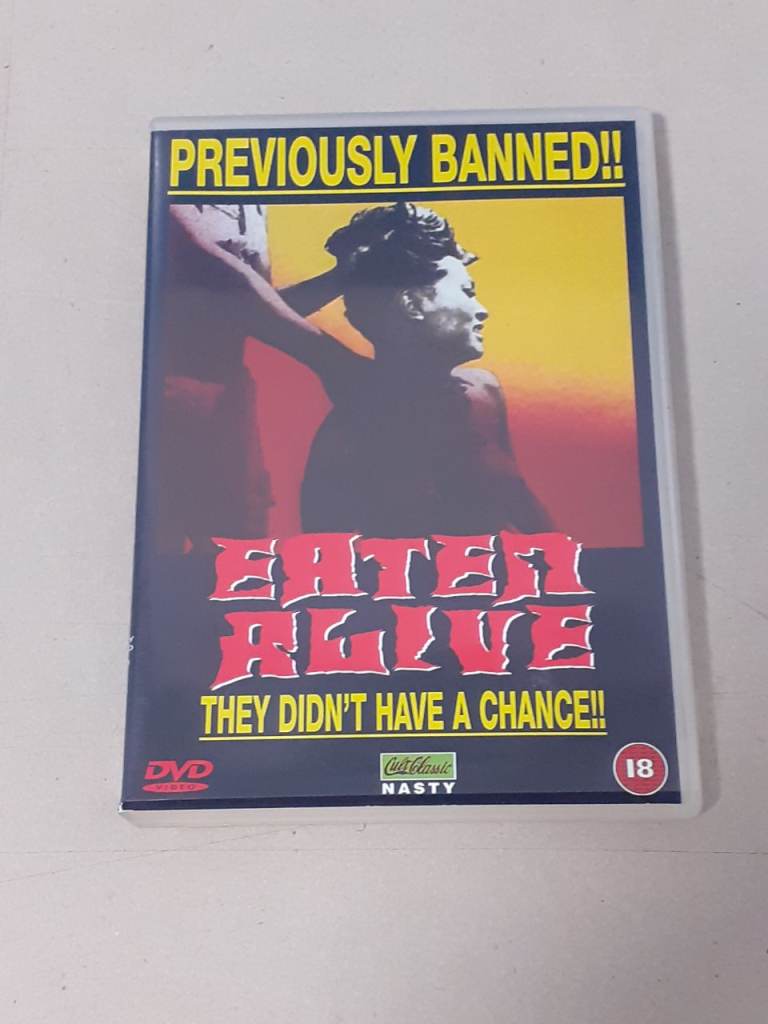 PREVIOUSLY BANNED!!
EATEN
ALIVE
THEY DIDN'T HAVE A CHANCE!!
DVD
VIDEO
Cult Classic
NASTY
18